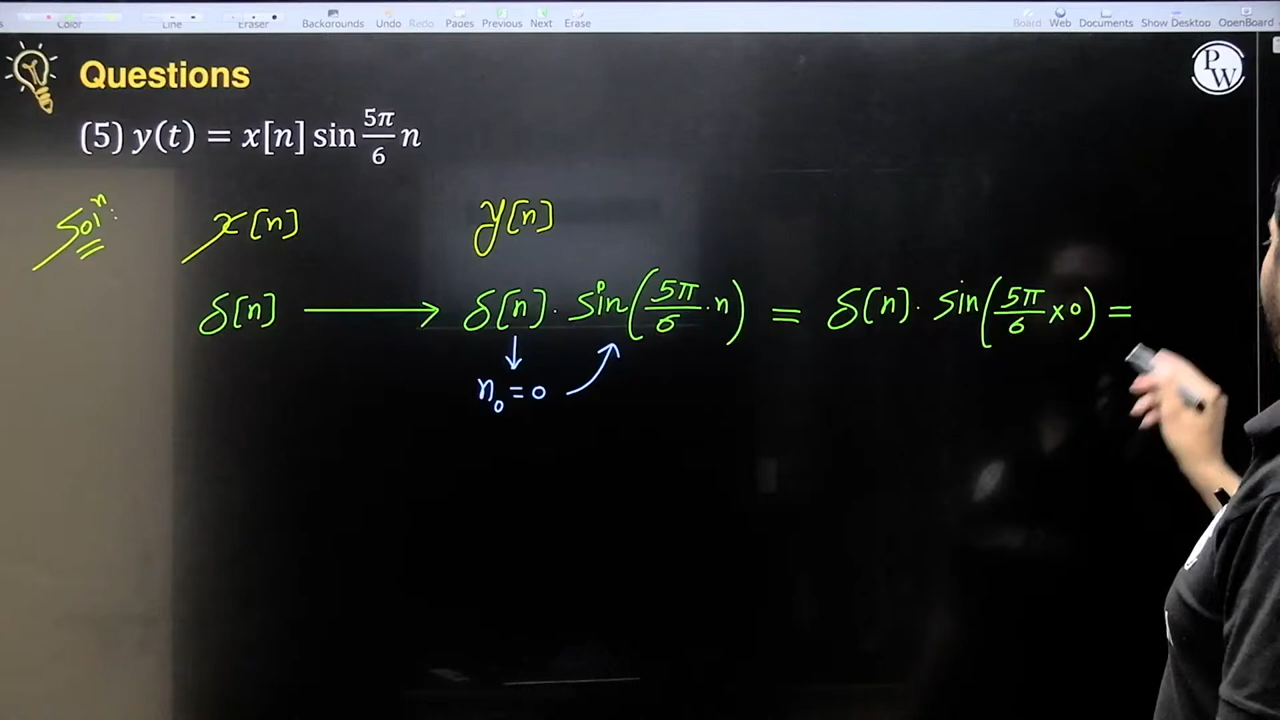 Color Line Eraser Backgrounds Undo Redo Pages Previous Next Erase Board Web Documents Show Desktop OpenBoard
Questions
PW
(5) y(t) = x[n] sin 5π/6 n
Solⁿ:
x[n] y[n]
δ[n] → δ[n]. sin(5π/6 .n) = δ[n]. sin(5π/6 ×0) =
n₀ = 0